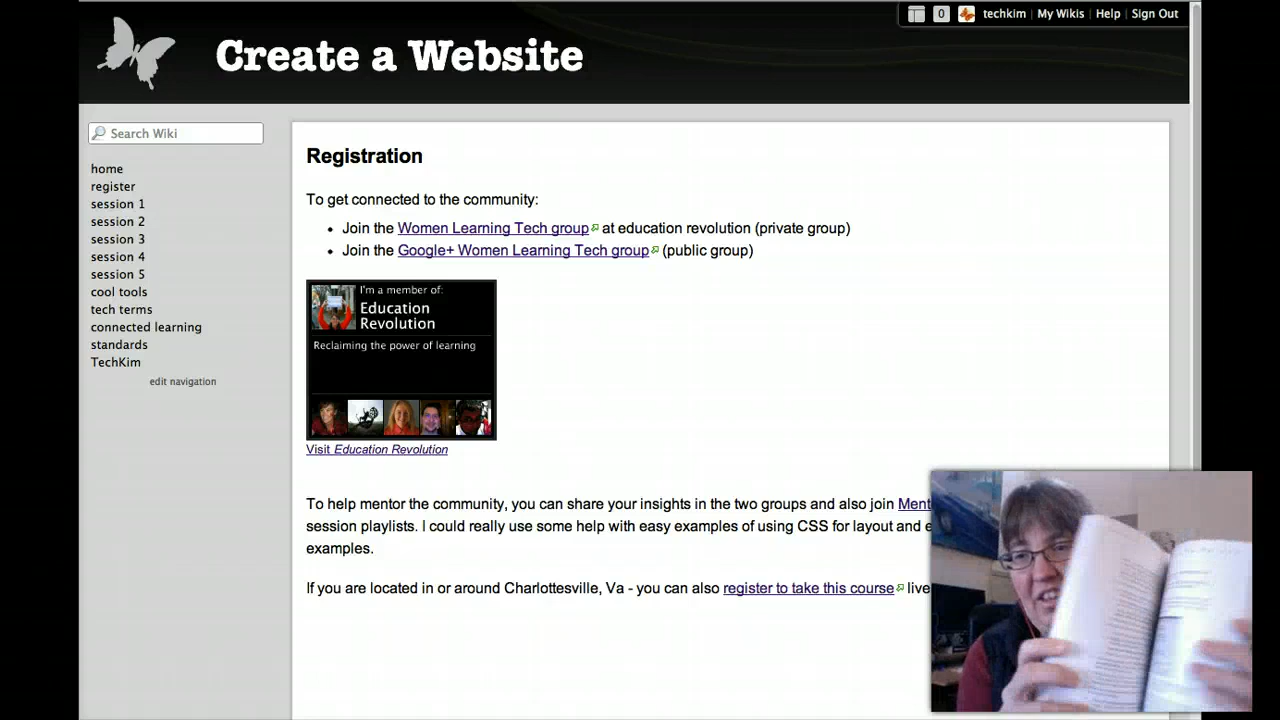 0 techkim | My Wikis | Help | Sign Out
Create a Website
Search Wiki
home
register
session 1
session 2
session 3
session 4
session 5
cool tools
tech terms
connected learning
standards
TechKim
edit navigation
Registration
To get connected to the community:
• Join the Women Learning Tech group at education revolution (private group)
• Join the Google+ Women Learning Tech group (public group)
I'm a member of:
Education
Revolution
Reclaiming the power of learning
Visit Education Revolution
To help mentor the community, you can share your insights in the two groups and also join Ment
session playlists. I could really use some help with easy examples of using CSS for layout and e
examples.
If you are located in or around Charlottesville, Va - you can also register to take this course live